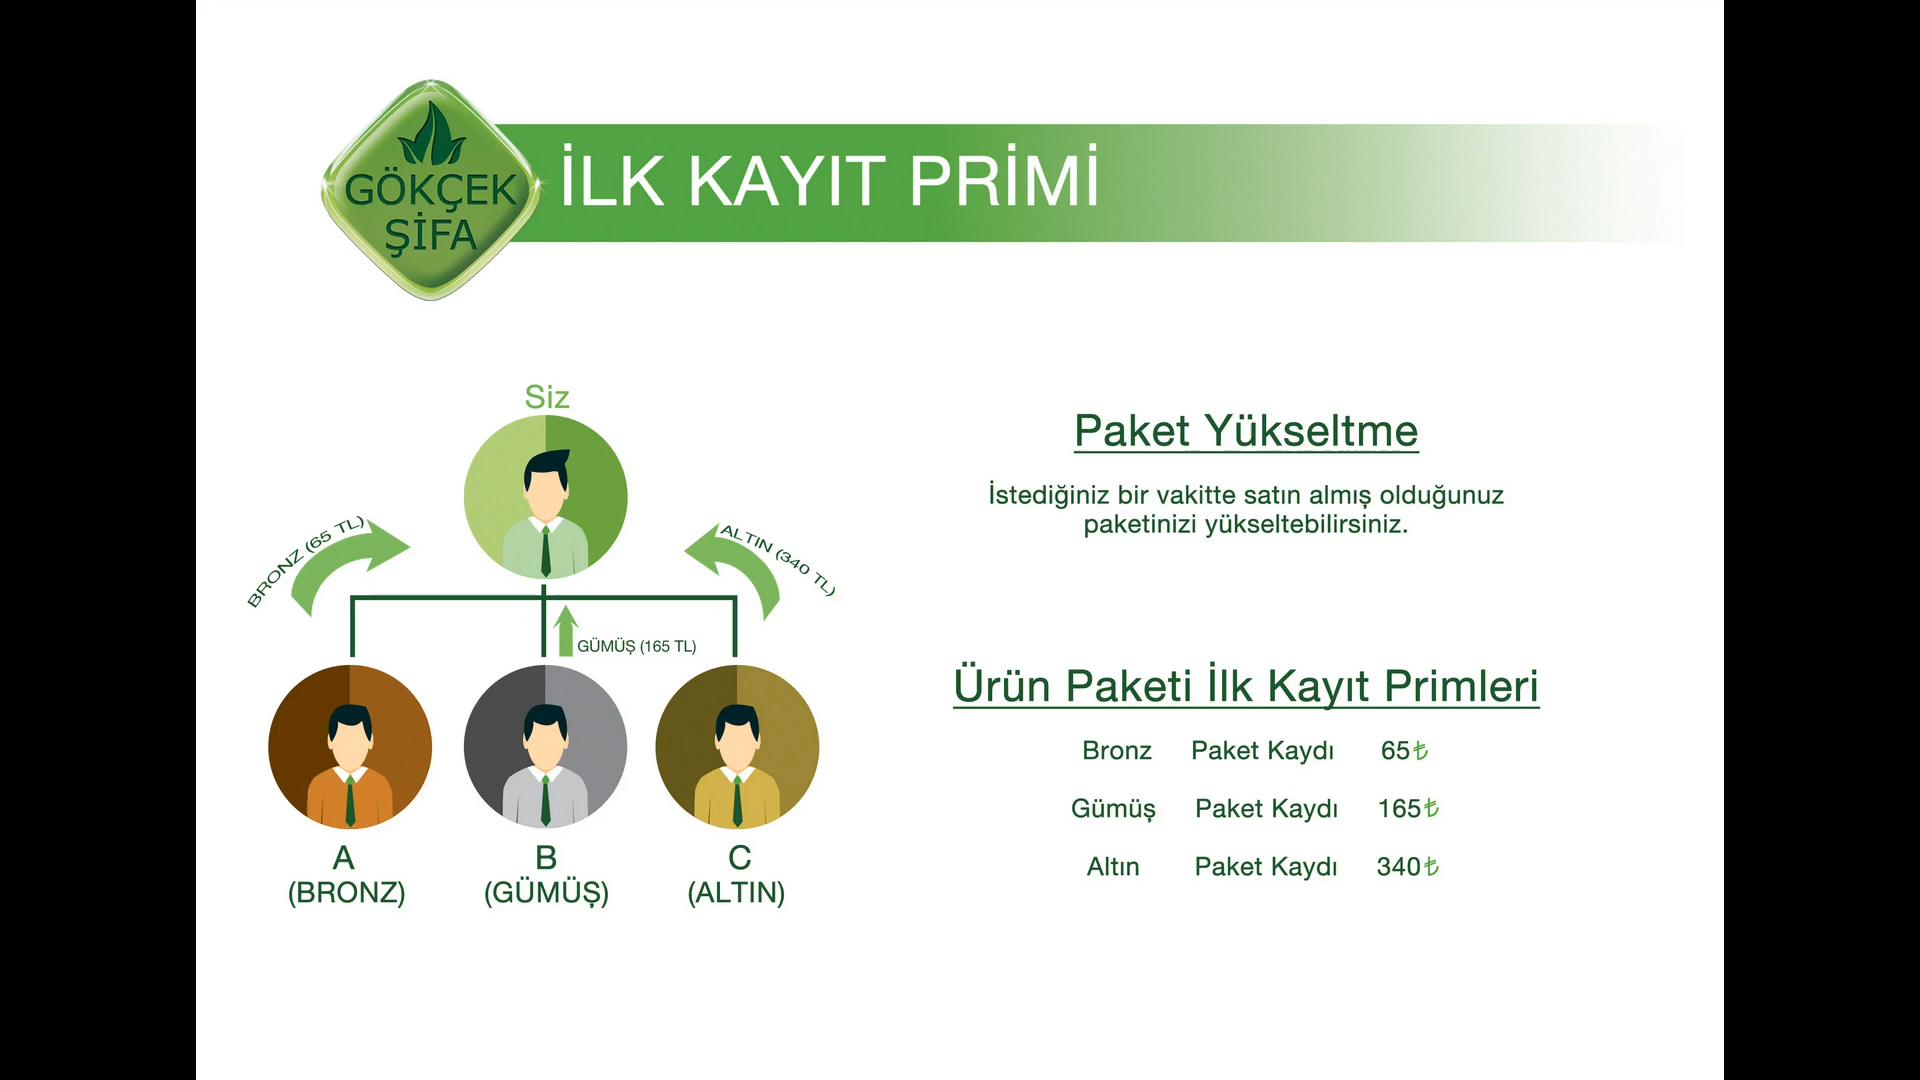 GÖKÇEK
ŞİFA
İLK KAYIT PRİMİ
Siz
BRONZ (65 TL)
ALTIN (340 TL)
GÜMÜŞ (165 TL)
A
(BRONZ)
B
(GÜMÜŞ)
C
(ALTIN)
Paket Yükseltme
İstediğiniz bir vakitte satın almış olduğunuz
paketinizi yükseltebilirsiniz.
Ürün Paketi İlk Kayıt Primleri
Bronz Paket Kaydı 65₺
Gümüş Paket Kaydı 165₺
Altın Paket Kaydı 340₺